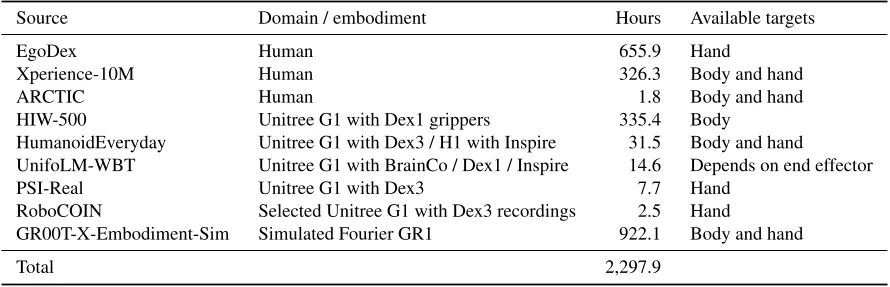 Source Domain / embodiment Hours Available targets
EgoDex Human 655.9 Hand
Xperience-10M Human 326.3 Body and hand
ARCTIC Human 1.8 Body and hand
HIW-500 Unitree G1 with Dex1 grippers 335.4 Body
HumanoidEveryday Unitree G1 with Dex3 / H1 with Inspire 31.5 Body and hand
UnifoLM-WBT Unitree G1 with BrainCo / Dex1 / Inspire 14.6 Depends on end effector
PSI-Real Unitree G1 with Dex3 7.7 Hand
RoboCOIN Selected Unitree G1 with Dex3 recordings 2.5 Hand
GR00T-X-Embodiment-Sim Simulated Fourier GR1 922.1 Body and hand
Total 2,297.9